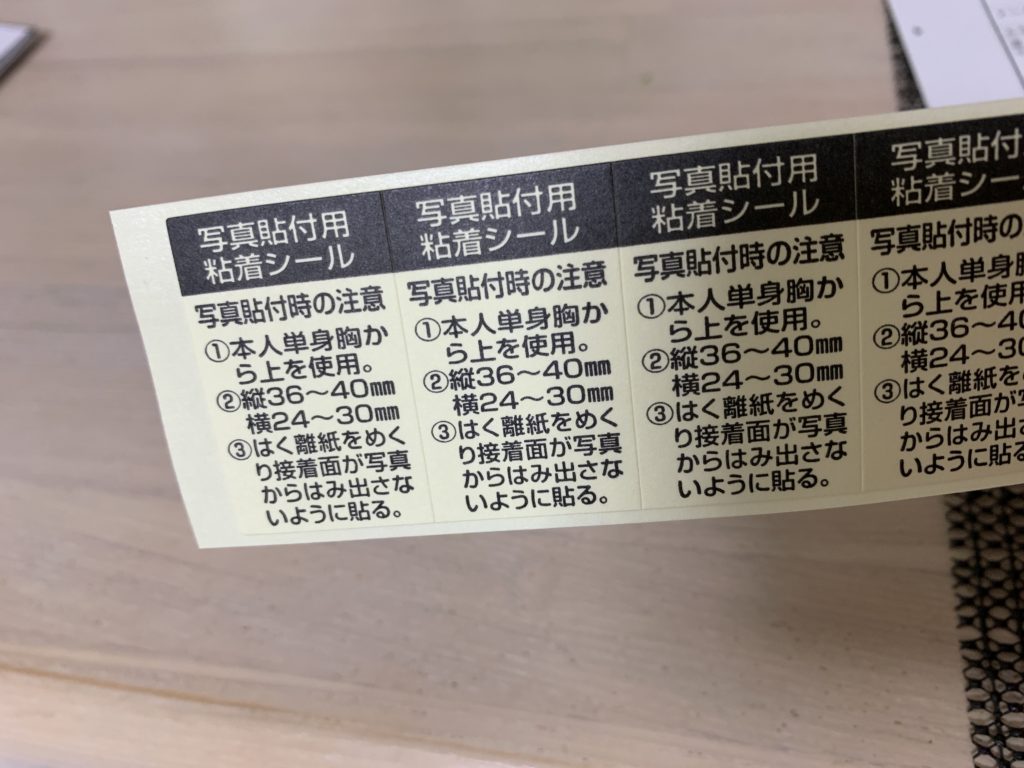 写真貼付用
粘着シール
写真貼付時の注意
①本人単身胸か
ら上を使用。
②縦36～40㎜
横24～30㎜
③はく離紙をめく
り接着面が写真
からはみ出さな
いように貼る。
写真貼付用
粘着シール
写真貼付時の注意
①本人単身胸か
ら上を使用。
②縦36～40㎜
横24～30㎜
③はく離紙をめく
り接着面が写真
からはみ出さな
いように貼る。
写真貼付用
粘着シール
写真貼付時の注意
①本人単身胸か
ら上を使用。
②縦36～40㎜
横24～30㎜
③はく離紙をめく
り接着面が写真
からはみ出さな
いように貼る。
写真貼付
粘着シー
写真貼付時の
①本人単身
ら上を使用
②縦36～4
横24～3
③はく離紙を
り接着面が
からはみ出
いように貼